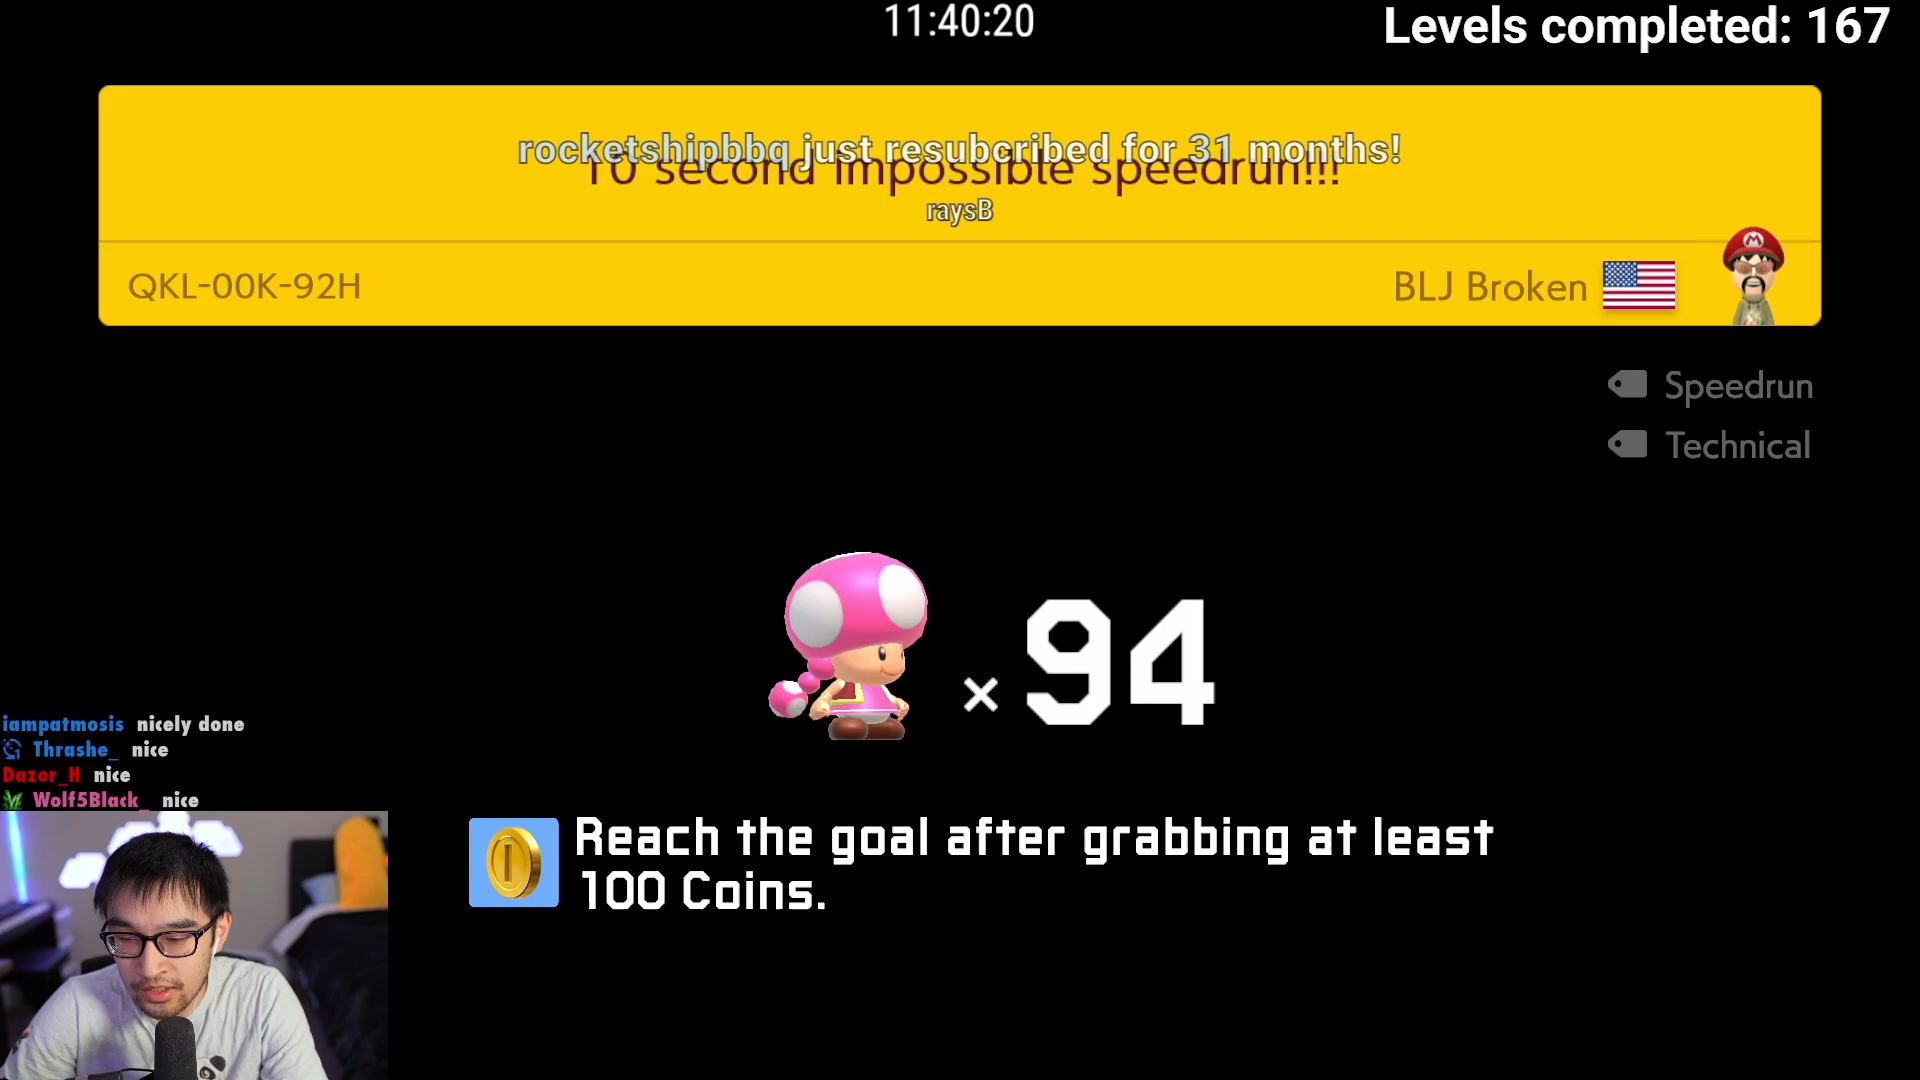 11:40:20
Levels completed: 167
rocketshipbbq just resubcribed for 31 months!
10 second impossible speedrun!!!
raysB
QKL-00K-92H
BLJ Broken
Speedrun
Technical
× 94
iampatmosis nicely done
Thrashe_ nice
Dazor_H nice
Wolf5Black_ nice
Reach the goal after grabbing at least
100 Coins.